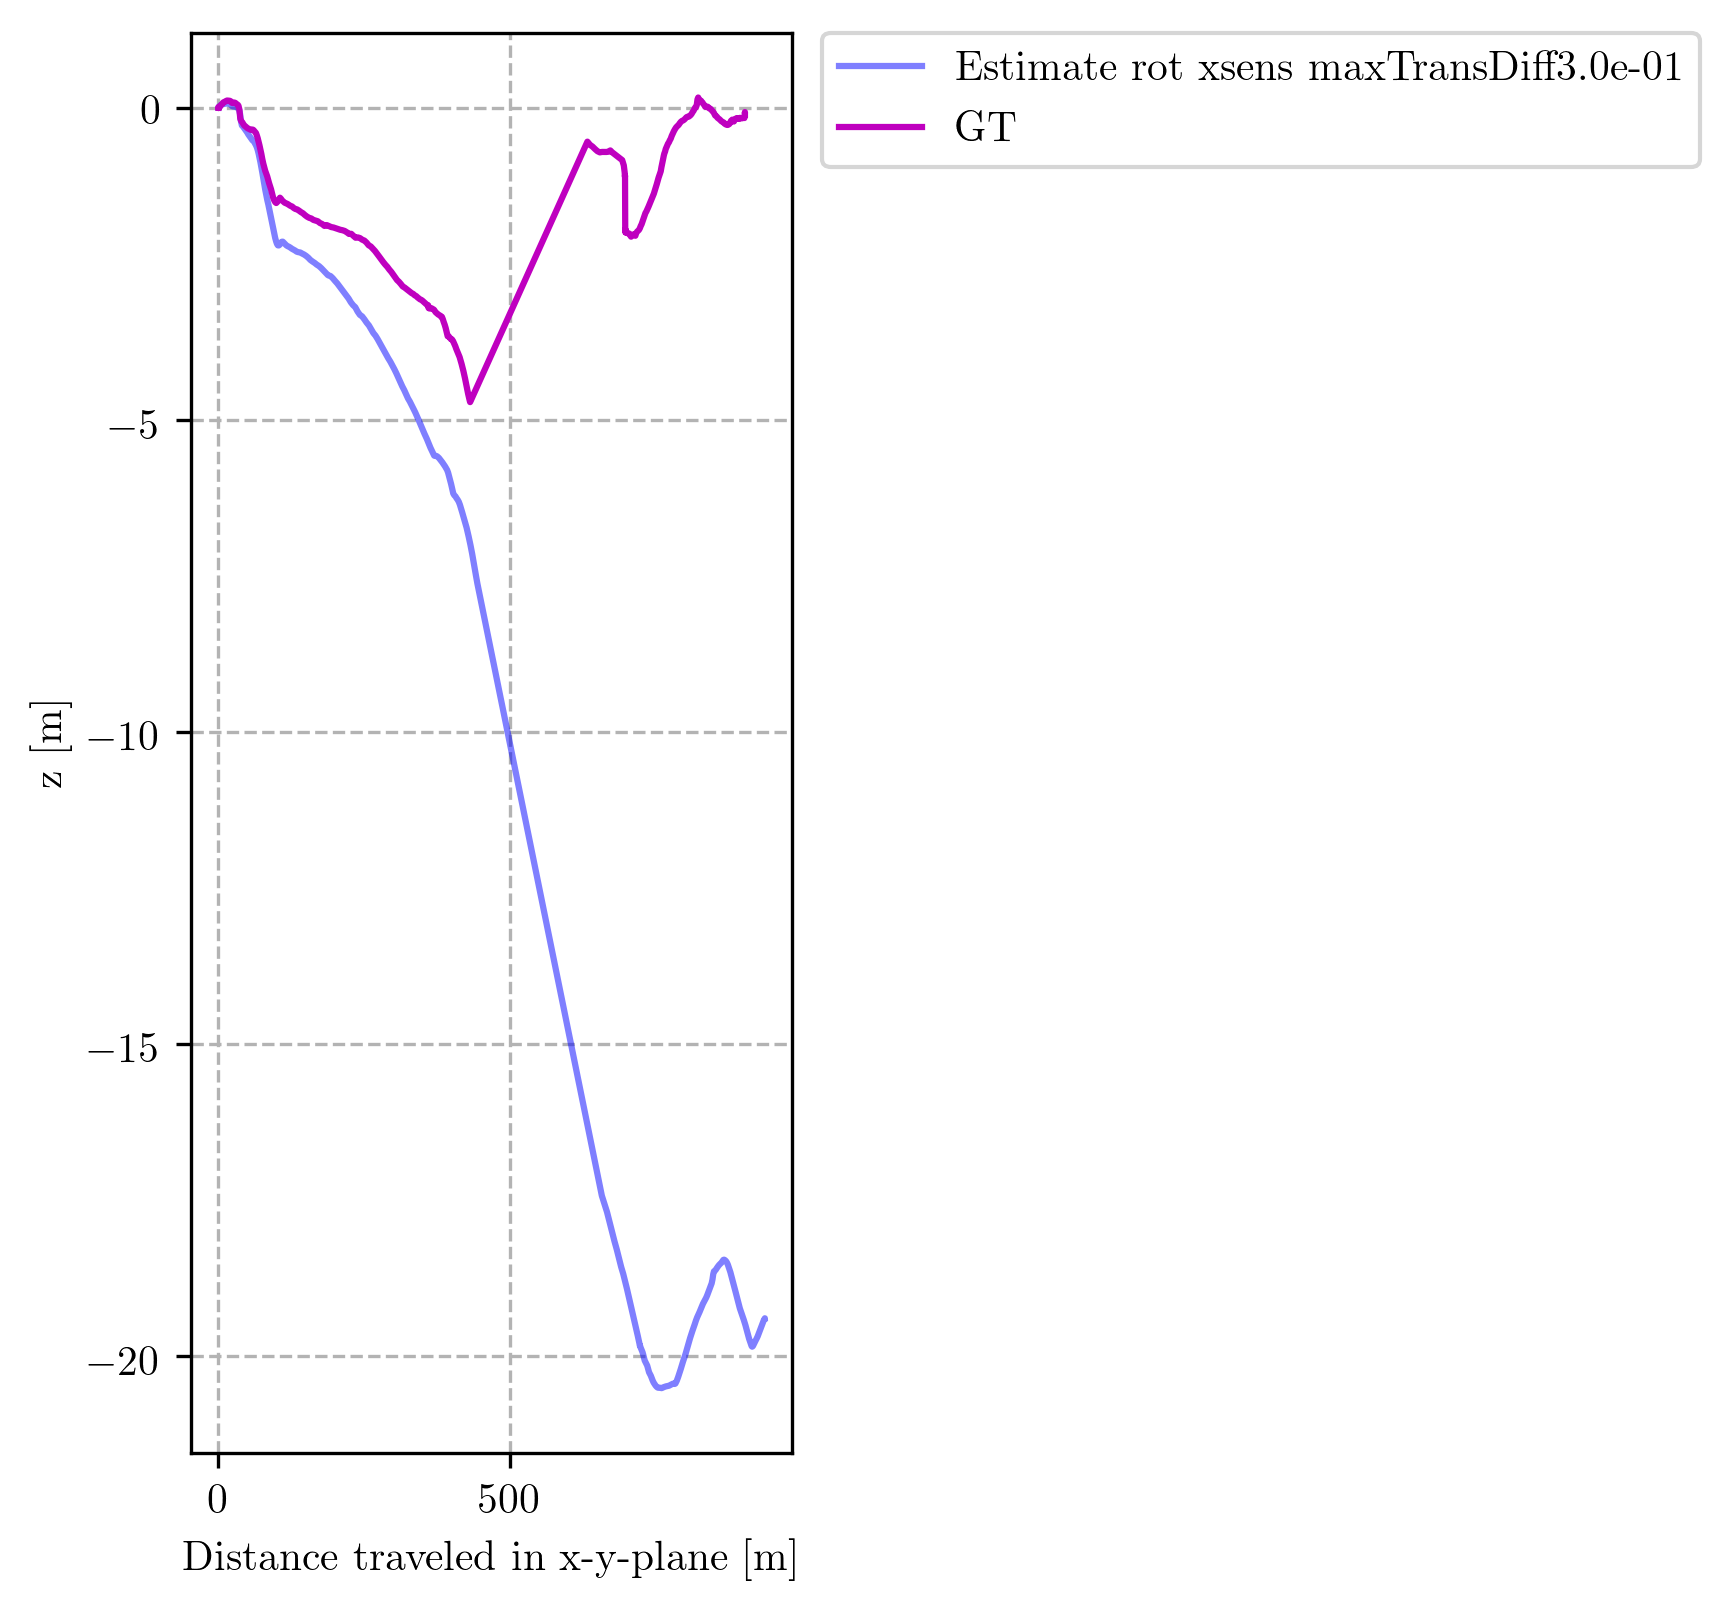 Estimate rot xsens maxTransDiff3.0e-01
GT
0
−5
−10
−15
−20
z [m]
0 500
Distance traveled in x-y-plane [m]